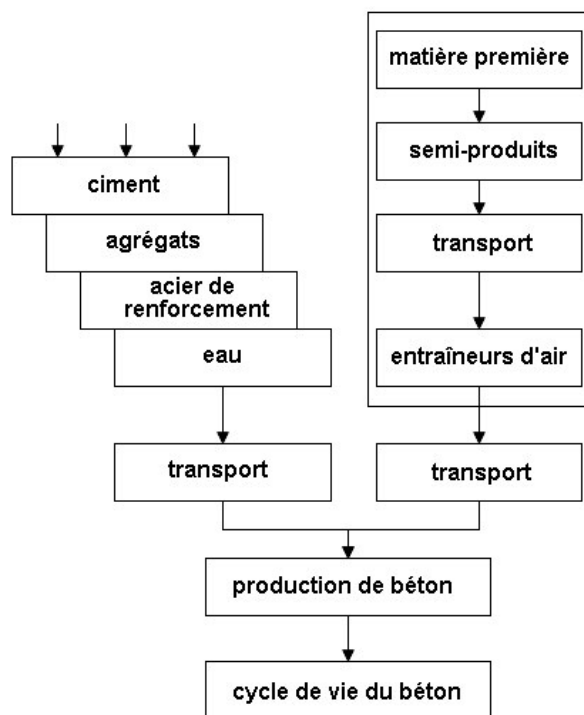 matière première
semi-produits
ciment
agrégats
transport
acier de
renforcement
eau
entraîneurs d'air
transport
transport
production de béton
cycle de vie du béton